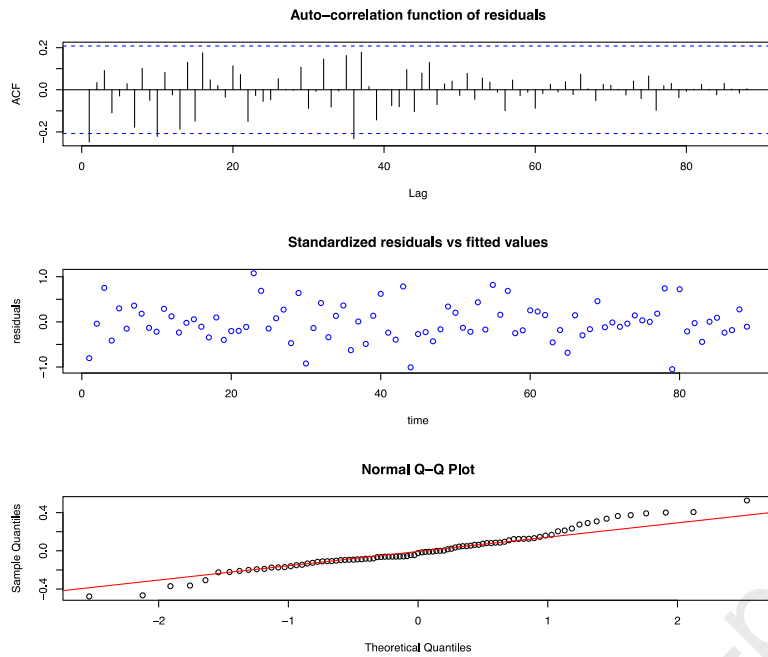 Auto−correlation function of residuals
ACF
0.2
0.0
−0.2
0 20 40 60 80
Lag
Standardized residuals vs fitted values
residuals
1.0
0.0
−1.0
0 20 40 60 80
time
Normal Q−Q Plot
Sample Quantiles
0.4
0.0
−0.4
−2 −1 0 1 2
Theoretical Quantiles